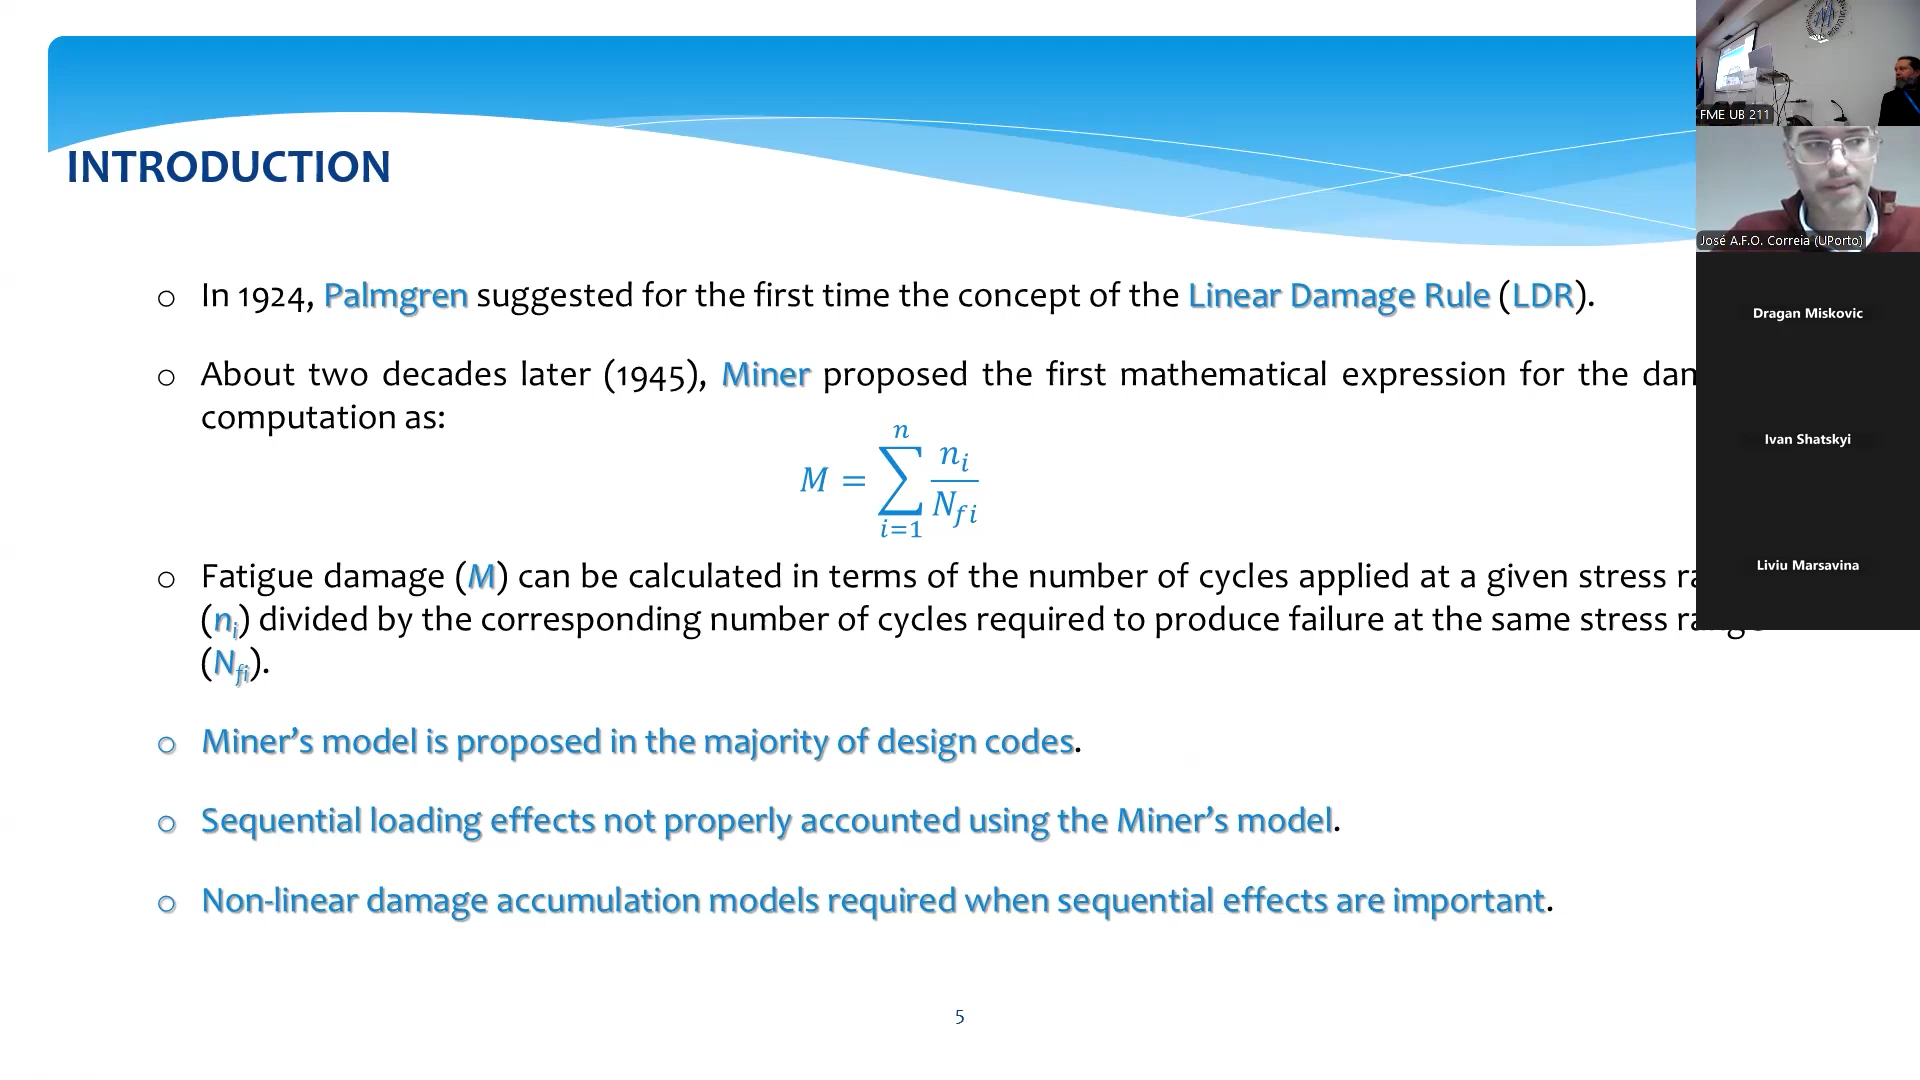 INTRODUCTION
o In 1924, Palmgren suggested for the first time the concept of the Linear Damage Rule (LDR).
o About two decades later (1945), Miner proposed the first mathematical expression for the
computation as:
M = \sum_{i=1}^{n} \frac{n_i}{N_{fi}}
o Fatigue damage (M) can be calculated in terms of the number of cycles applied at a given stress
(n_i) divided by the corresponding number of cycles required to produce failure at the same stress range
(N_{fi}).
o Miner's model is proposed in the majority of design codes.
o Sequential loading effects not properly accounted using the Miner's model.
o Non-linear damage accumulation models required when sequential effects are important.
5
FME UB 211
José A.F.O. Correia (UPorto)
Dragan Miskovic
Ivan Shatskyi
Liviu Marsavina